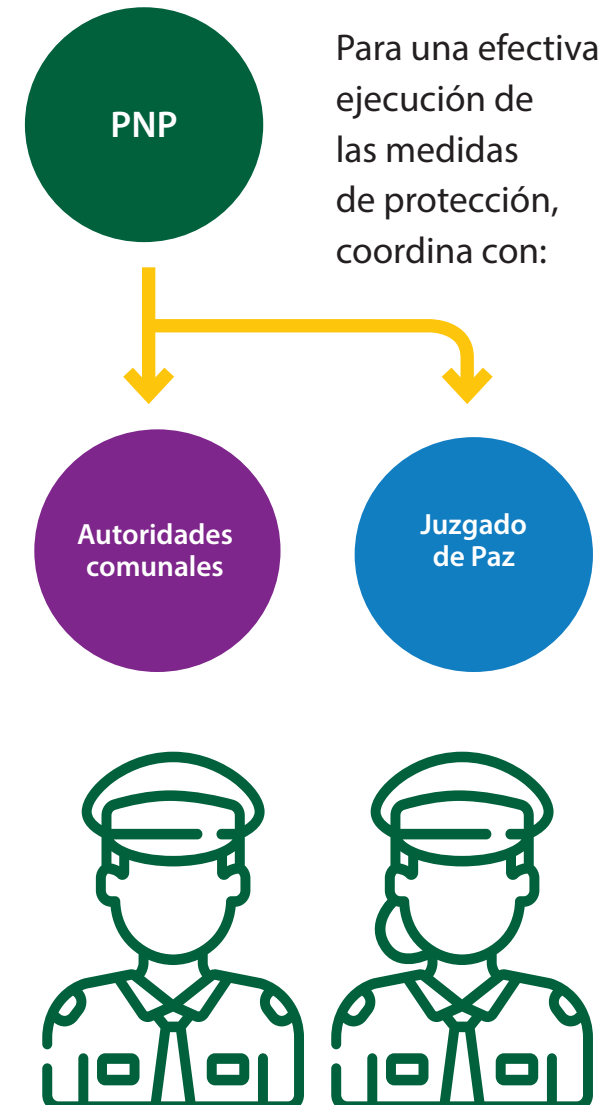 PNP
Para una efectiva
ejecución de
las medidas
de protección,
coordina con:
Autoridades
comunales
Juzgado
de Paz